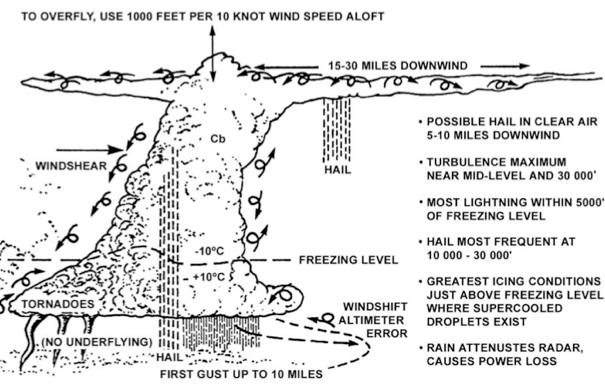 TO OVERFLY, USE 1000 FEET PER 10 KNOT WIND SPEED ALOFT
15-30 MILES DOWNWIND
Cb
WINDSHEAR
HAIL
-10°C
FREEZING LEVEL
+10°C
TORNADOES
WINDSHIFT
ALTIMETER
ERROR
(NO UNDERFLYING)
HAIL
FIRST GUST UP TO 10 MILES
• POSSIBLE HAIL IN CLEAR AIR
5-10 MILES DOWNWIND
• TURBULENCE MAXIMUM
NEAR MID-LEVEL AND 30 000'
• MOST LIGHTNING WITHIN 5000'
OF FREEZING LEVEL
• HAIL MOST FREQUENT AT
10 000 - 30 000'
• GREATEST ICING CONDITIONS
JUST ABOVE FREEZING LEVEL
WHERE SUPERCOOLED
DROPLETS EXIST
• RAIN ATTENUSTES RADAR,
CAUSES POWER LOSS